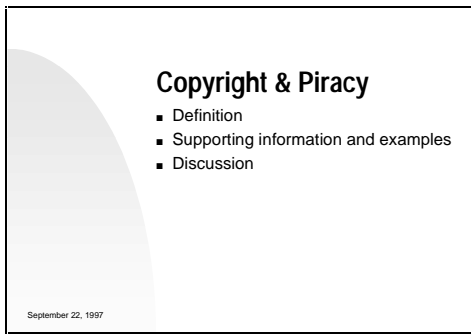 Copyright & Piracy
■ Definition
■ Supporting information and examples
■ Discussion
September 22, 1997